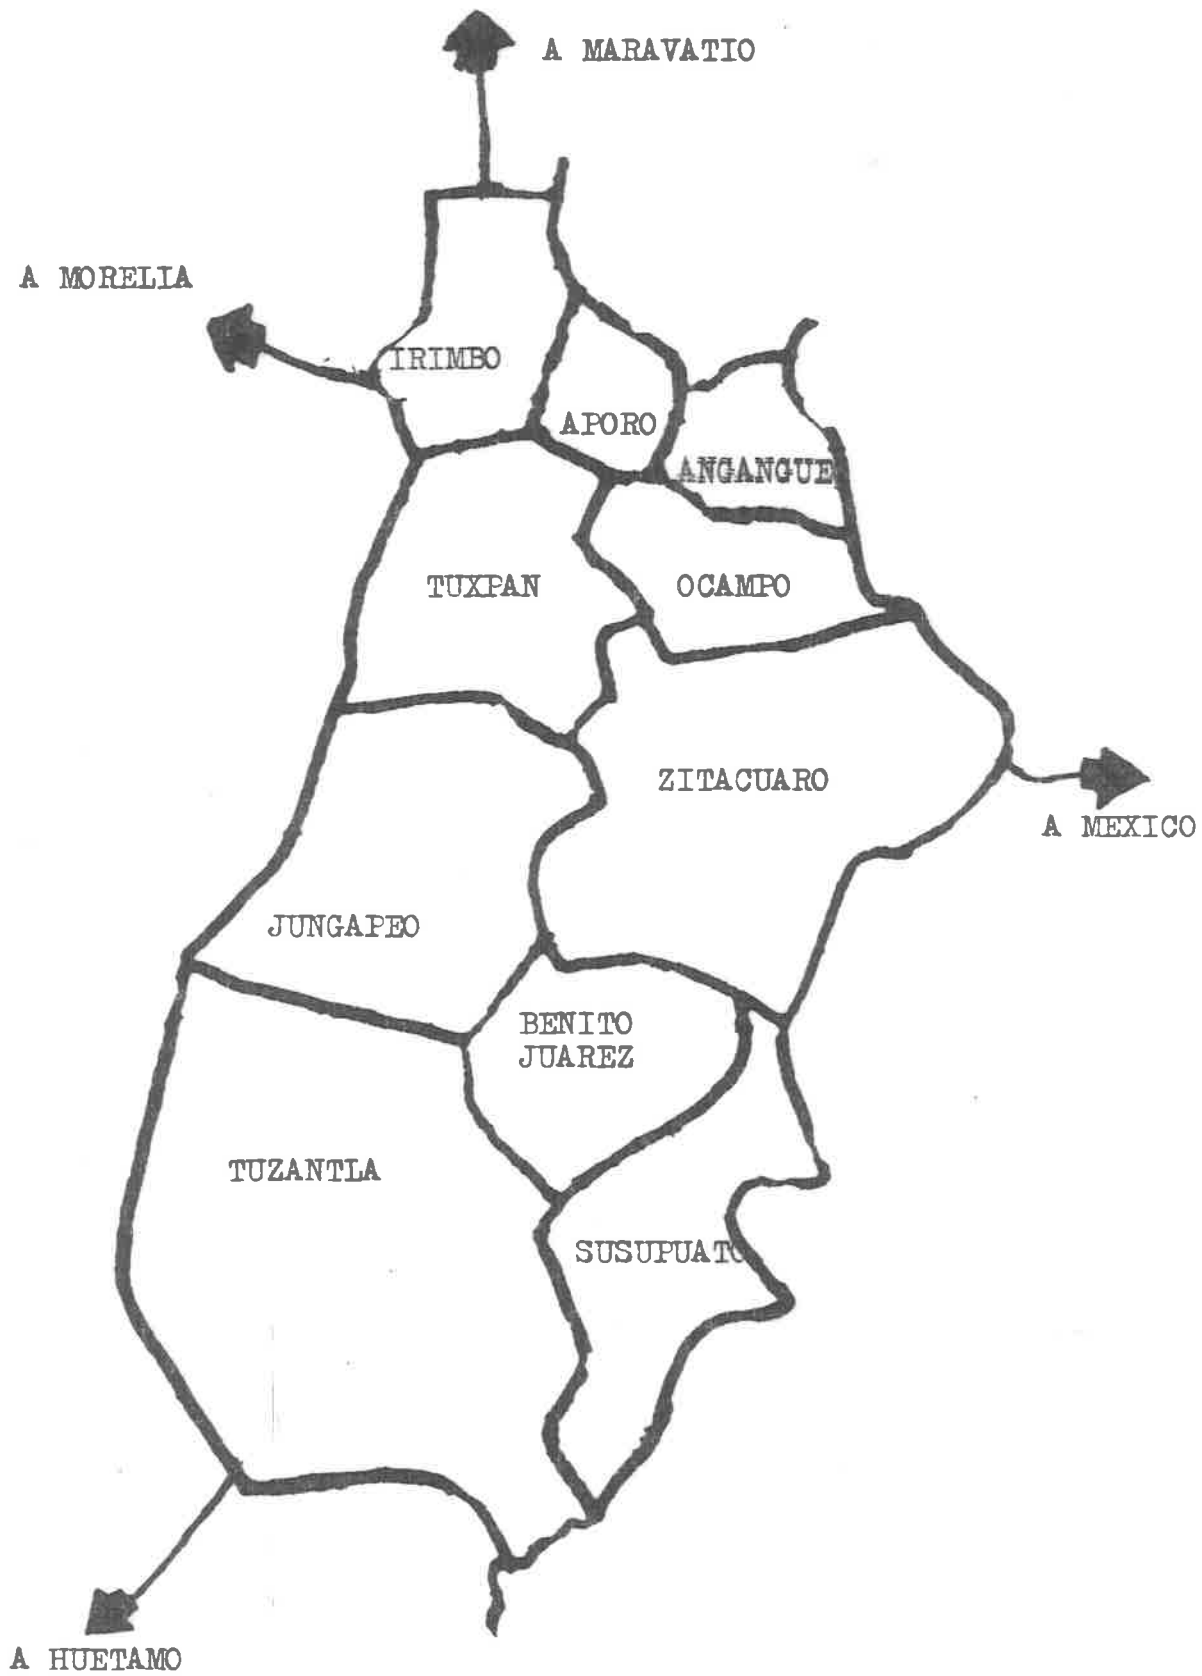 A MARAVATIO
A MORELIA
IRIMBO
APORO
ANGANGUE
TUXPAN
OCAMPO
ZITACUARO
A MEXICO
JUNGAPEO
BENITO
JUAREZ
TUZANTLA
SUSUPUATO
A HUETAMO